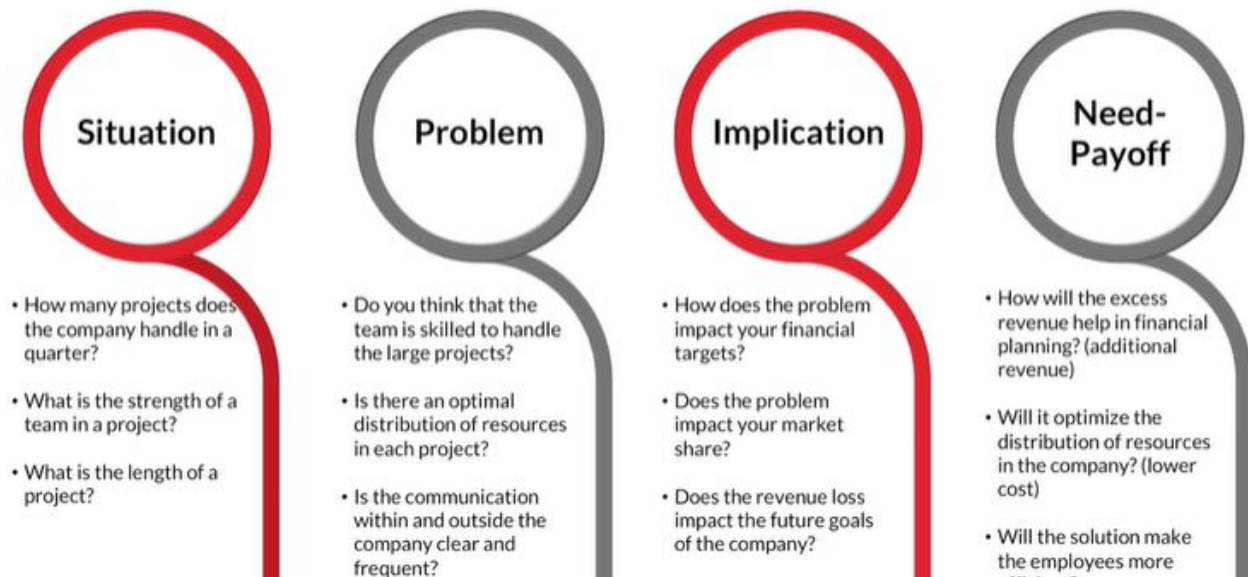 Situation
• How many projects does
the company handle in a
quarter?
• What is the strength of a
team in a project?
• What is the length of a
project?
Problem
• Do you think that the
team is skilled to handle
the large projects?
• Is there an optimal
distribution of resources
in each project?
• Is the communication
within and outside the
company clear and
frequent?
Implication
• How does the problem
impact your financial
targets?
• Does the problem
impact your market
share?
• Does the revenue loss
impact the future goals
of the company?
Need-
Payoff
• How will the excess
revenue help in financial
planning? (additional
revenue)
• Will it optimize the
distribution of resources
in the company? (lower
cost)
• Will the solution make
the employees more